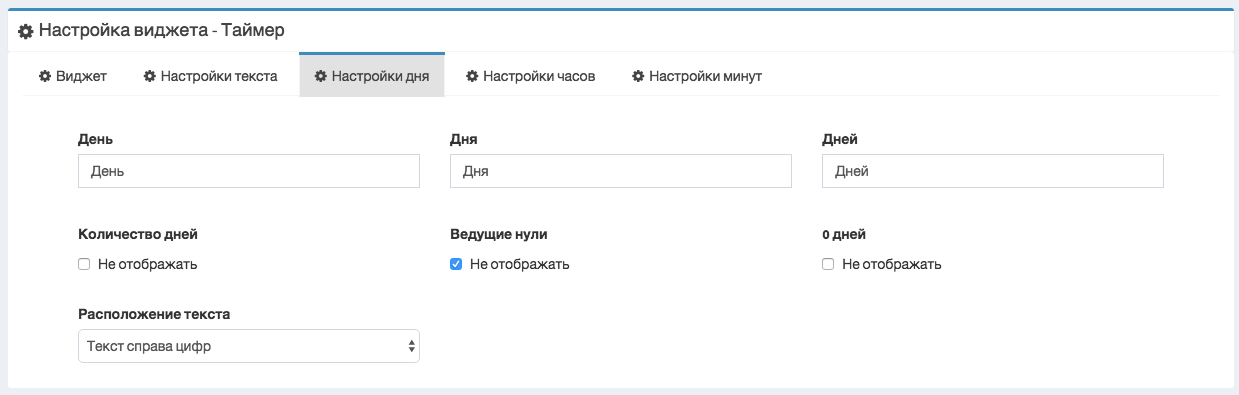 Настройка виджета - Таймер
Виджет Настройки текста Настройки дня Настройки часов Настройки минут
День Дня Дней
День Дня Дней
Количество дней Ведущие нули 0 дней
Не отображать Не отображать Не отображать
Расположение текста
Текст справа цифр